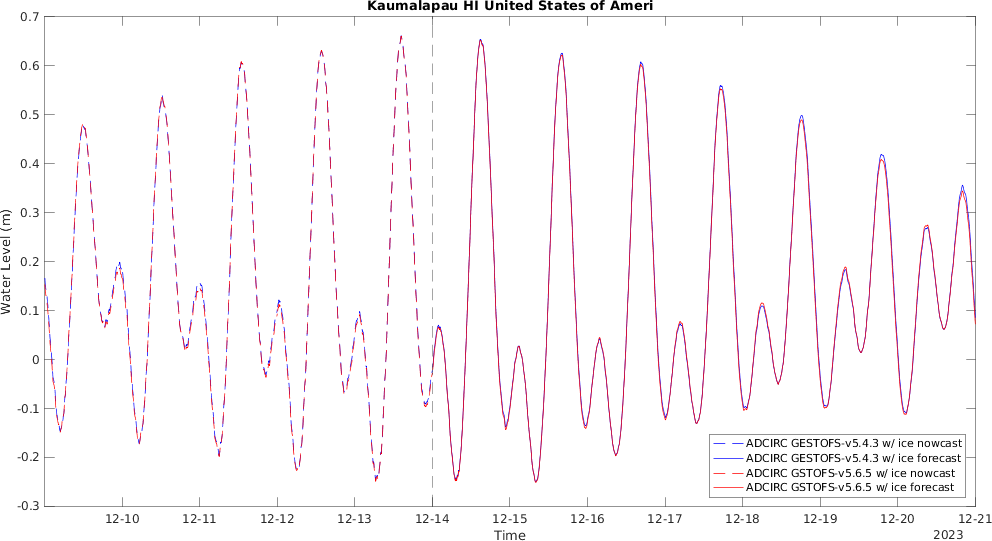 Kaumalapau HI United States of Ameri
0.7
0.6
0.5
0.4
0.3
0.2
0.1
0
-0.1
-0.2
-0.3
Water Level (m)
12-10 12-11 12-12 12-13 12-14 12-15 12-16 12-17 12-18 12-19 12-20 12-21
Time
2023
ADCIRC GESTOFS-v5.4.3 w/ ice nowcast
ADCIRC GESTOFS-v5.4.3 w/ ice forecast
ADCIRC GSTOFS-v5.6.5 w/ ice nowcast
ADCIRC GSTOFS-v5.6.5 w/ ice forecast